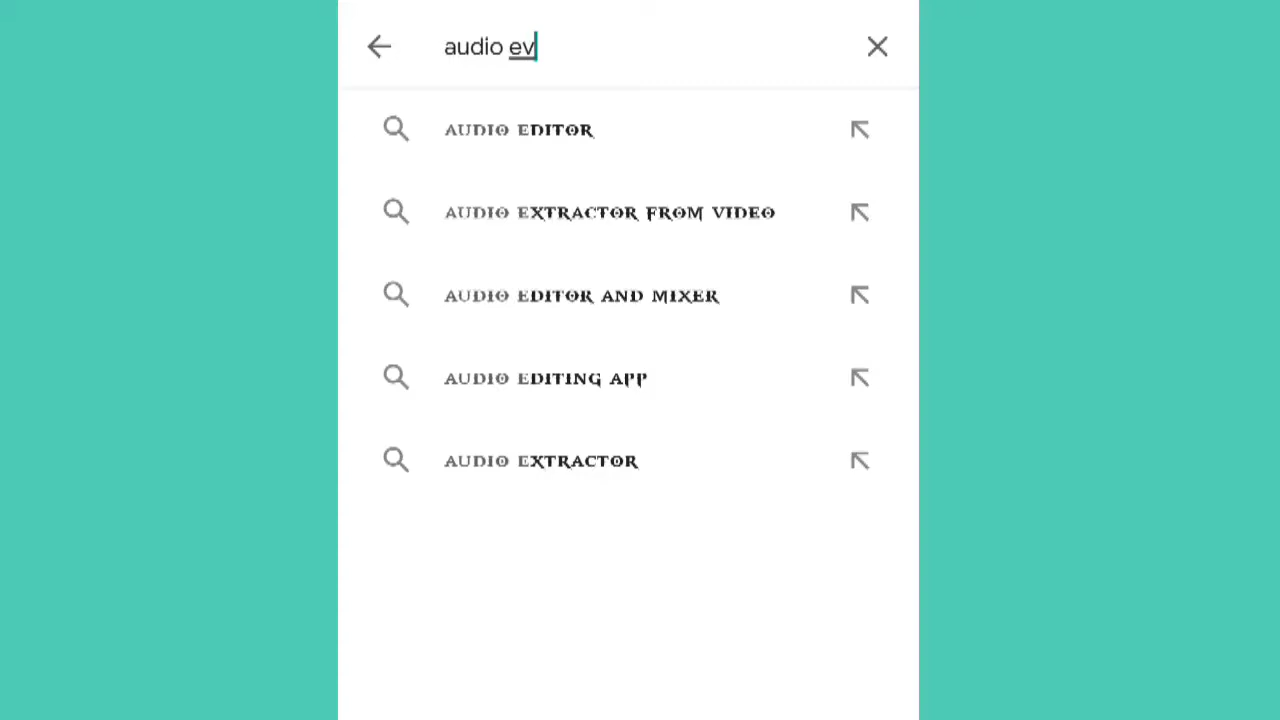 audio ev
AUDIO EDITOR
AUDIO EXTRACTOR FROM VIDEO
AUDIO EDITOR AND MIXER
AUDIO EDITING APP
AUDIO EXTRACTOR